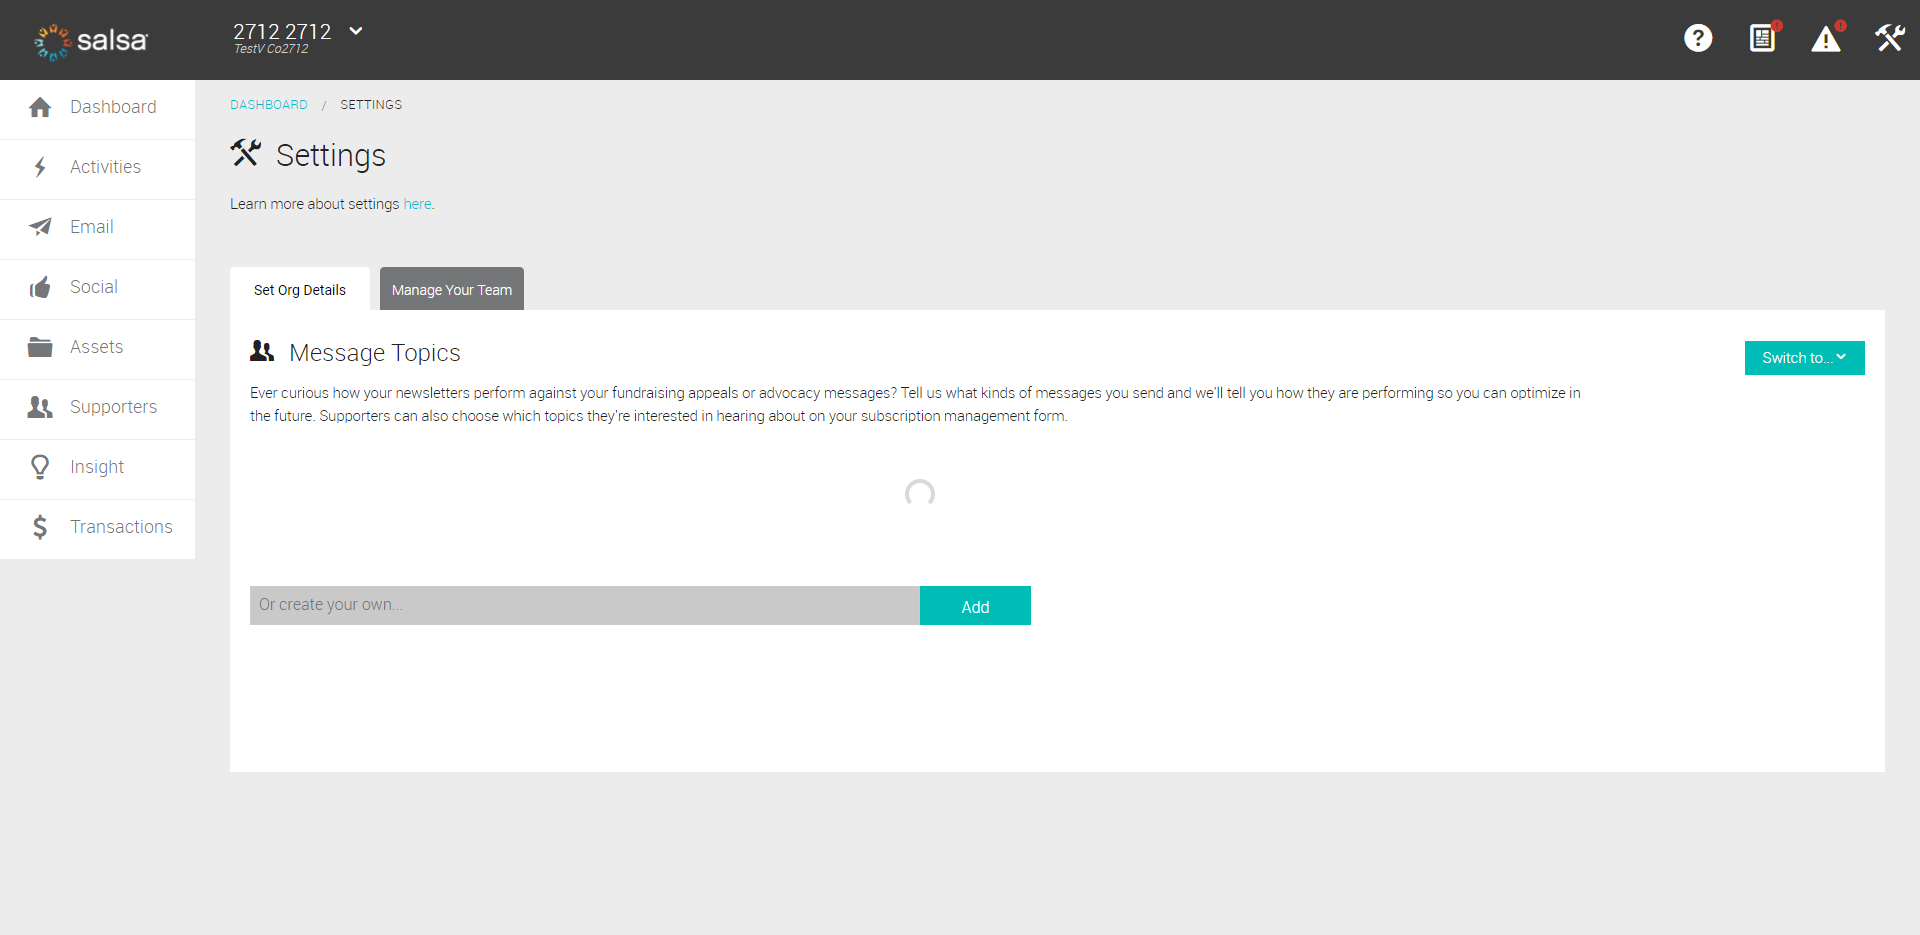 salsa
2712 2712
TestV Co2712
?
Dashboard
Activities
Email
Social
Assets
Supporters
Insight
Transactions
DASHBOARD / SETTINGS
Settings
Learn more about settings here.
Set Org Details
Manage Your Team
Message Topics
Switch to...
Ever curious how your newsletters perform against your fundraising appeals or advocacy messages? Tell us what kinds of messages you send and we'll tell you how they are performing so you can optimize in
the future. Supporters can also choose which topics they're interested in hearing about on your subscription management form.
Or create your own...
Add